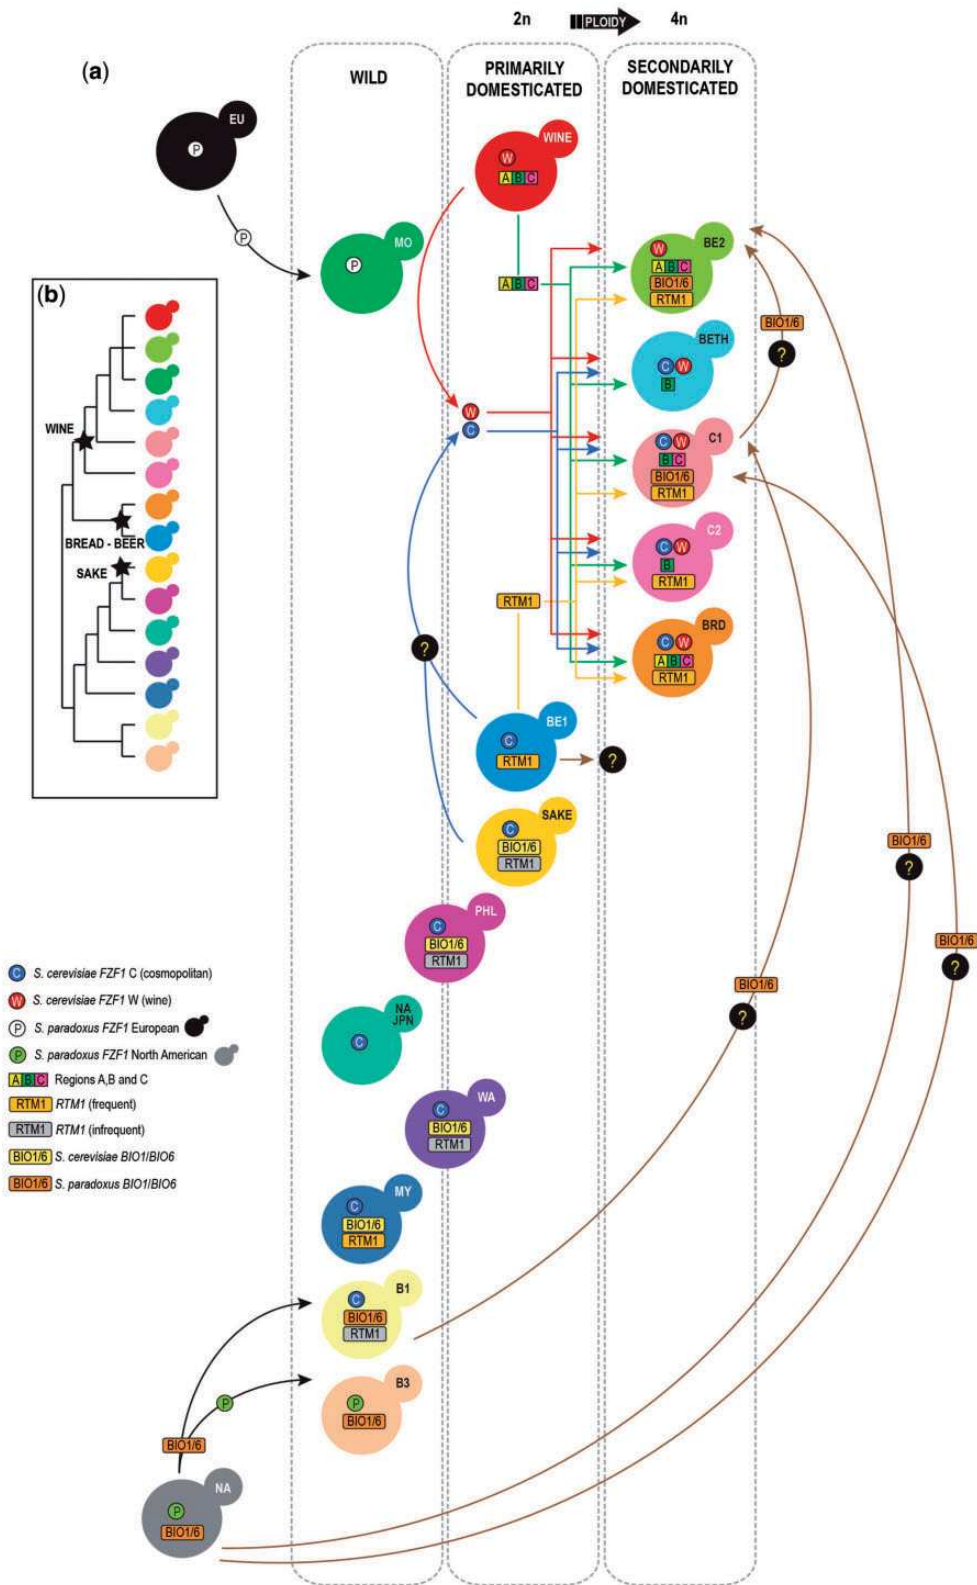 2n
PLOIDY
4n
(a)
WILD
PRIMARILY
DOMESTICATED
SECONDARILY
DOMESTICATED
EU
P
P
WINE
W
A B C
MO
P
A B C
BE2
W
A B C
BIO1/6
RTM1
BIO1/6
?
BETH
C W
B
W
C
C1
C W
B C
BIO1/6
RTM1
C2
C W
B
RTM1
RTM1
BRD
C W
A B C
RTM1
?
BE1
C
RTM1
?
SAKE
C
BIO1/6
RTM1
BIO1/6
?
PHL
C
BIO1/6
RTM1
BIO1/6
?
BIO1/6
?
NA
JPN
C
WA
C
BIO1/6
RTM1
MY
C
BIO1/6
RTM1
B1
C
BIO1/6
RTM1
B3
P
BIO1/6
P
BIO1/6
NA
P
BIO1/6
(b)
WINE
BREAD - BEER
SAKE
C S. cerevisiae FZF1 C (cosmopolitan)
W S. cerevisiae FZF1 W (wine)
P S. paradoxus FZF1 European
P S. paradoxus FZF1 North American
A B C Regions A,B and C
RTM1 RTM1 (frequent)
RTM1 RTM1 (infrequent)
BIO1/6 S. cerevisiae BIO1/BIO6
BIO1/6 S. paradoxus BIO1/BIO6